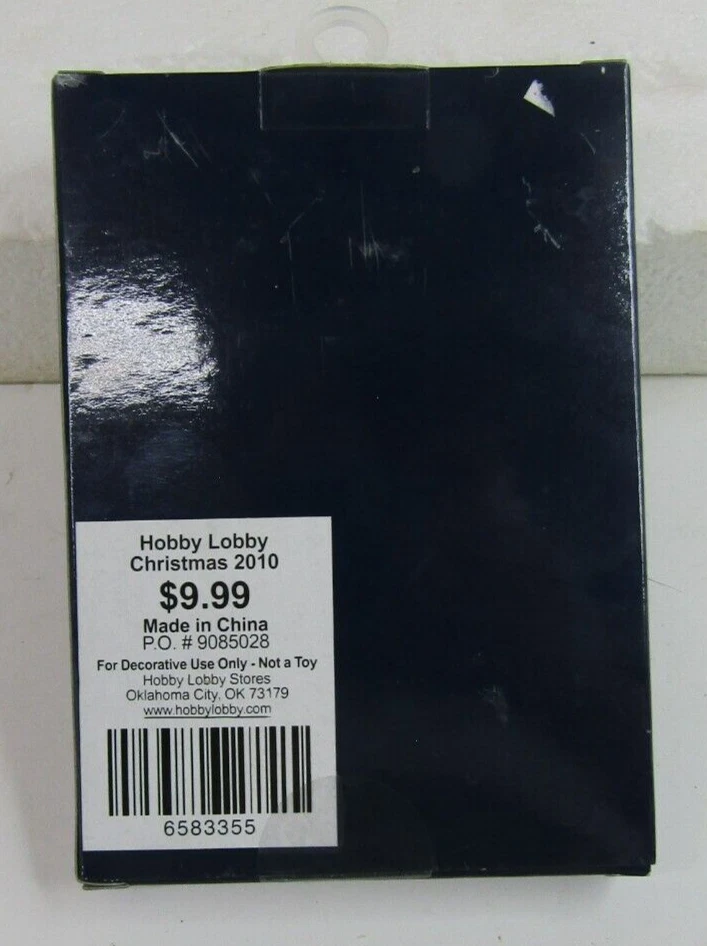 Hobby Lobby
Christmas 2010
$9.99
Made in China
P.O. # 9085028
For Decorative Use Only - Not a Toy
Hobby Lobby Stores
Oklahoma City, OK 73179
www.hobbylobby.com
6583355